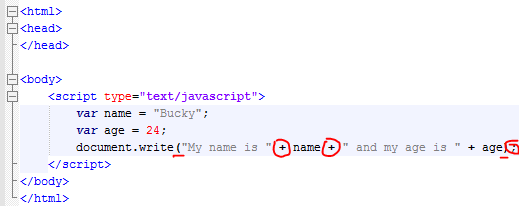 <html>
<head>
</head>
<body>
<script type="text/javascript">
var name = "Bucky";
var age = 24;
document.write("My name is " + name + " and my age is " + age);
</script>
</body>
</html>